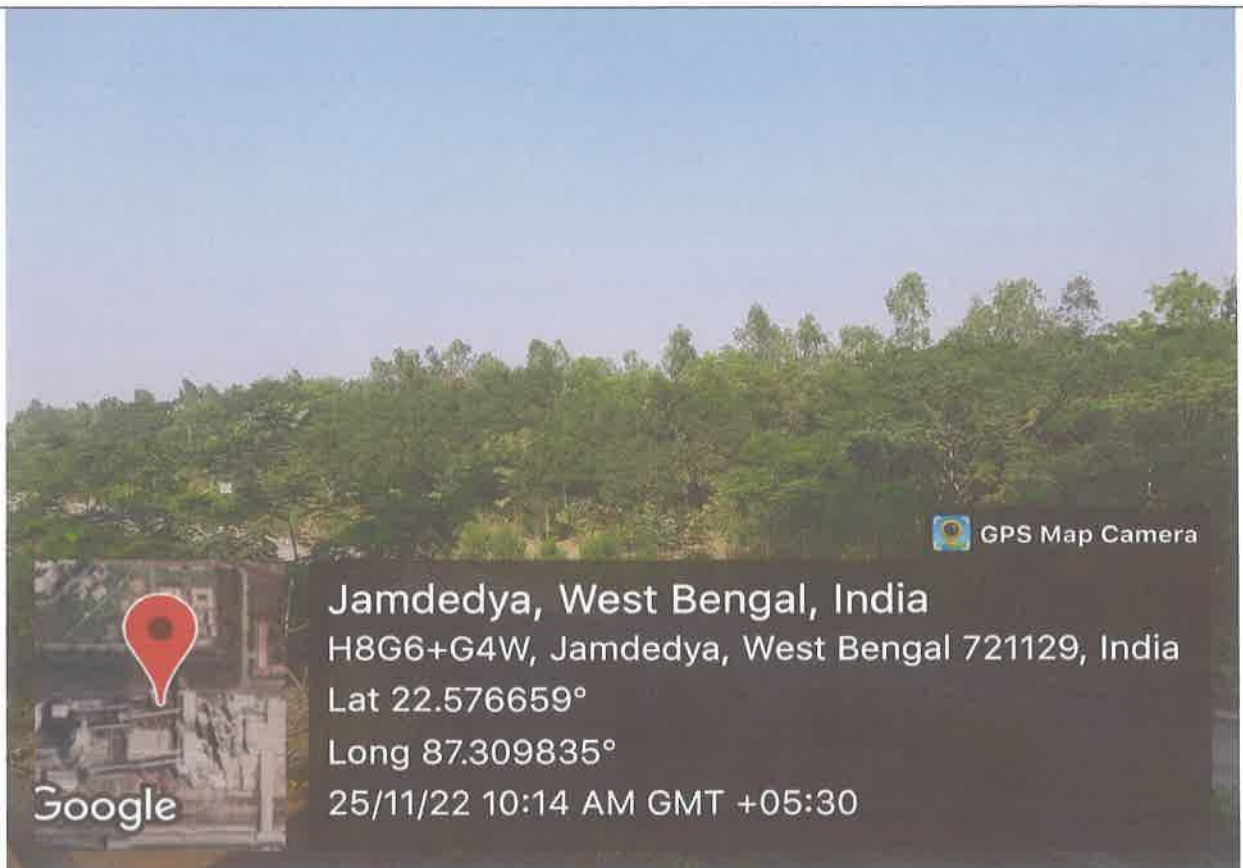 GPS Map Camera
Jamdedya, West Bengal, India
H8G6+G4W, Jamdedya, West Bengal 721129, India
Lat 22.576659°
Long 87.309835°
25/11/22 10:14 AM GMT +05:30
Google